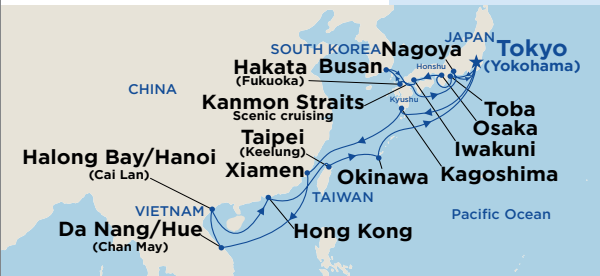 JAPAN
SOUTH KOREA
Nagoya
Tokyo
(Yokohama)
Hakata
(Fukuoka)
Busan
Honshu
CHINA
Kanmon Straits
Scenic cruising
Kyushu
Toba
Osaka
Iwakuni
Kagoshima
Taipei
(Keelung)
Halong Bay/Hanoi
(Cai Lan)
Xiamen
Okinawa
TAIWAN
VIETNAM
Pacific Ocean
Da Nang/Hue
(Chan May)
Hong Kong